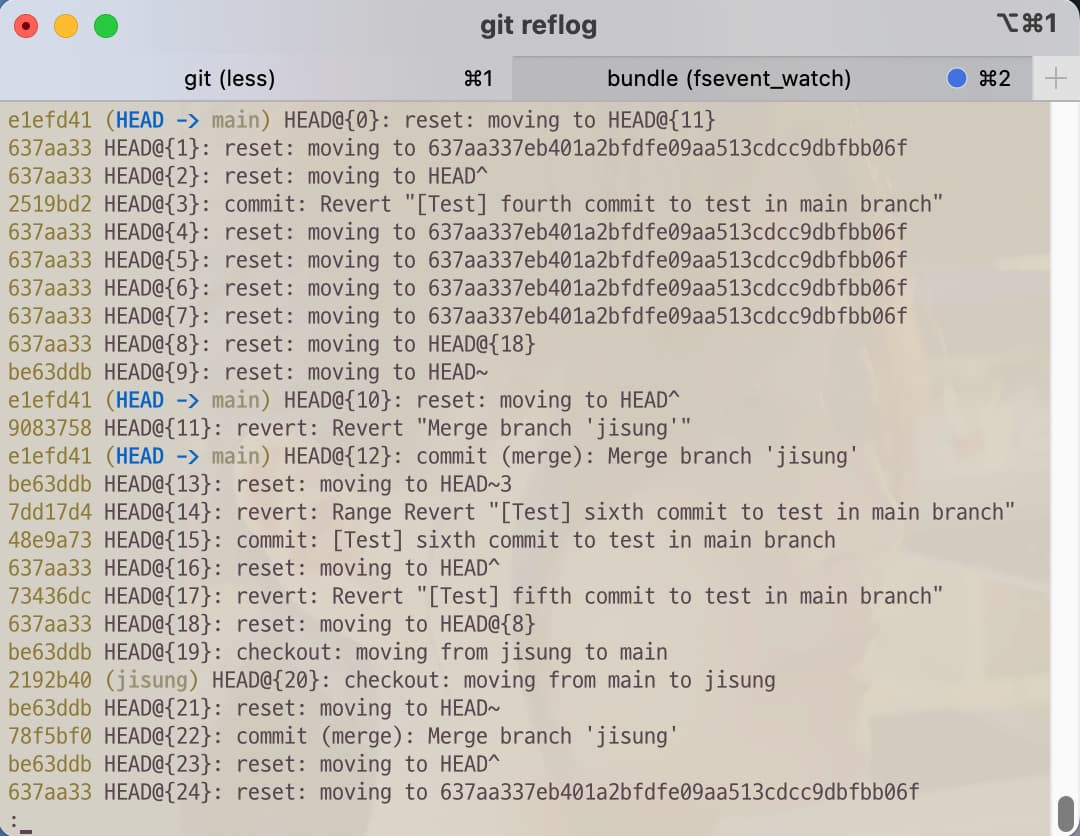 git reflog ⌥⌘1
git (less) ⌘1 bundle (fsevent_watch) ⌘2 +
e1efd41 (HEAD -> main) HEAD@{0}: reset: moving to HEAD@{11}
637aa33 HEAD@{1}: reset: moving to 637aa337eb401a2bfdfe09aa513cdcc9dbfbb06f
637aa33 HEAD@{2}: reset: moving to HEAD^
2519bd2 HEAD@{3}: commit: Revert "[Test] fourth commit to test in main branch"
637aa33 HEAD@{4}: reset: moving to 637aa337eb401a2bfdfe09aa513cdcc9dbfbb06f
637aa33 HEAD@{5}: reset: moving to 637aa337eb401a2bfdfe09aa513cdcc9dbfbb06f
637aa33 HEAD@{6}: reset: moving to 637aa337eb401a2bfdfe09aa513cdcc9dbfbb06f
637aa33 HEAD@{7}: reset: moving to 637aa337eb401a2bfdfe09aa513cdcc9dbfbb06f
637aa33 HEAD@{8}: reset: moving to HEAD@{18}
be63ddb HEAD@{9}: reset: moving to HEAD~
e1efd41 (HEAD -> main) HEAD@{10}: reset: moving to HEAD^
9083758 HEAD@{11}: revert: Revert "Merge branch 'jisung'"
e1efd41 (HEAD -> main) HEAD@{12}: commit (merge): Merge branch 'jisung'
be63ddb HEAD@{13}: reset: moving to HEAD~3
7dd17d4 HEAD@{14}: revert: Range Revert "[Test] sixth commit to test in main branch"
48e9a73 HEAD@{15}: commit: [Test] sixth commit to test in main branch
637aa33 HEAD@{16}: reset: moving to HEAD^
73436dc HEAD@{17}: revert: Revert "[Test] fifth commit to test in main branch"
637aa33 HEAD@{18}: reset: moving to HEAD@{8}
be63ddb HEAD@{19}: checkout: moving from jisung to main
2192b40 (jisung) HEAD@{20}: checkout: moving from main to jisung
be63ddb HEAD@{21}: reset: moving to HEAD~
78f5bf0 HEAD@{22}: commit (merge): Merge branch 'jisung'
be63ddb HEAD@{23}: reset: moving to HEAD^
637aa33 HEAD@{24}: reset: moving to 637aa337eb401a2bfdfe09aa513cdcc9dbfbb06f
:_